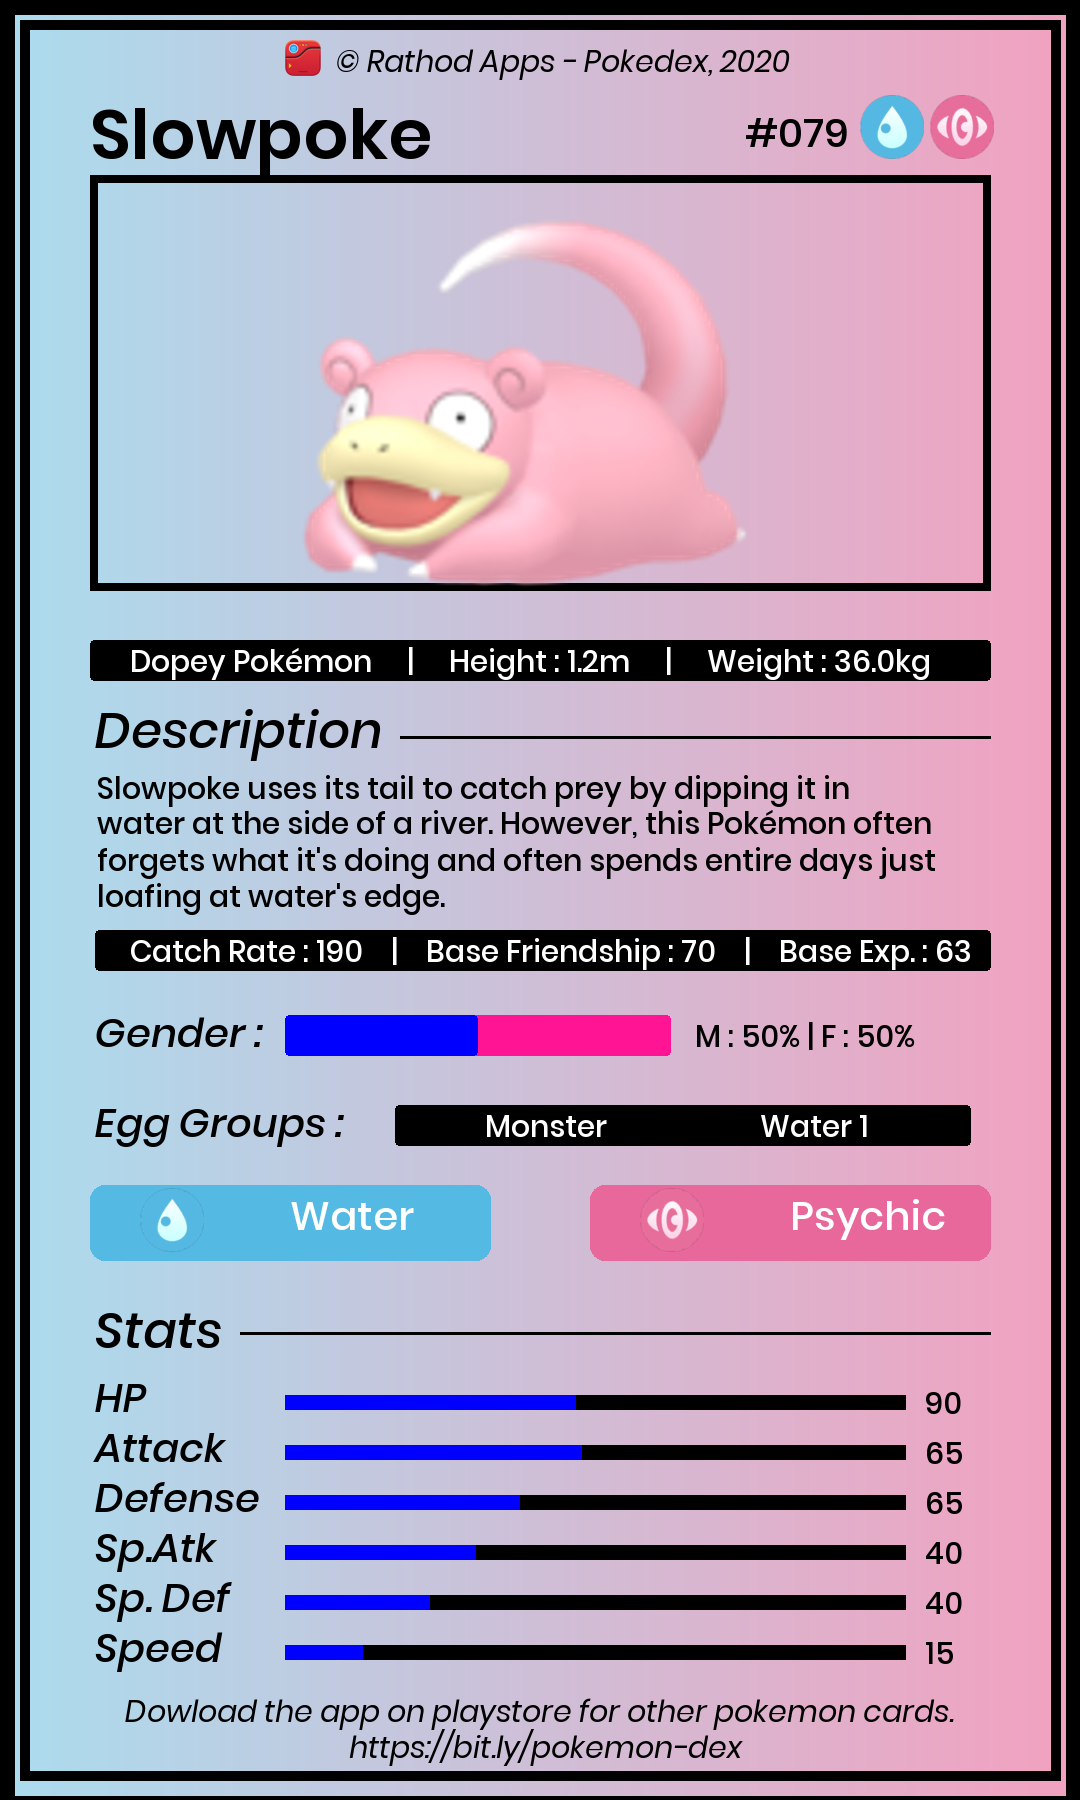 © Rathod Apps - Pokedex, 2020
Slowpoke #079
Dopey Pokémon | Height : 1.2m | Weight : 36.0kg
Description
Slowpoke uses its tail to catch prey by dipping it in
water at the side of a river. However, this Pokémon often
forgets what it's doing and often spends entire days just
loafing at water's edge.
Catch Rate : 190 | Base Friendship : 70 | Base Exp. : 63
Gender : M : 50% | F : 50%
Egg Groups : Monster Water 1
Water Psychic
Stats
HP 90
Attack 65
Defense 65
Sp.Atk 40
Sp. Def 40
Speed 15
Dowload the app on playstore for other pokemon cards.
https://bit.ly/pokemon-dex